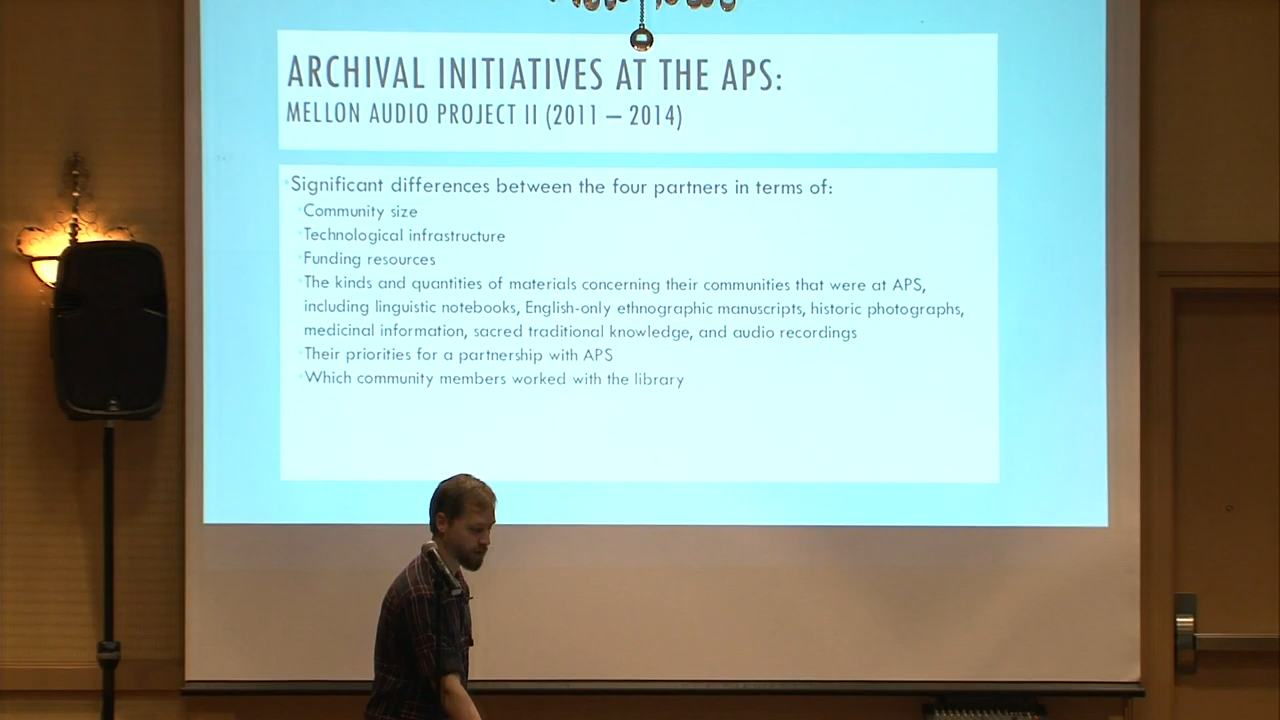 ARCHIVAL INITIATIVES AT THE APS:
MELLON AUDIO PROJECT II (2011 – 2014)
Significant differences between the four partners in terms of:
Community size
Technological infrastructure
Funding resources
The kinds and quantities of materials concerning their communities that were at APS,
including linguistic notebooks, English-only ethnographic manuscripts, historic photographs,
medicinal information, sacred traditional knowledge, and audio recordings
Their priorities for a partnership with APS
Which community members worked with the library